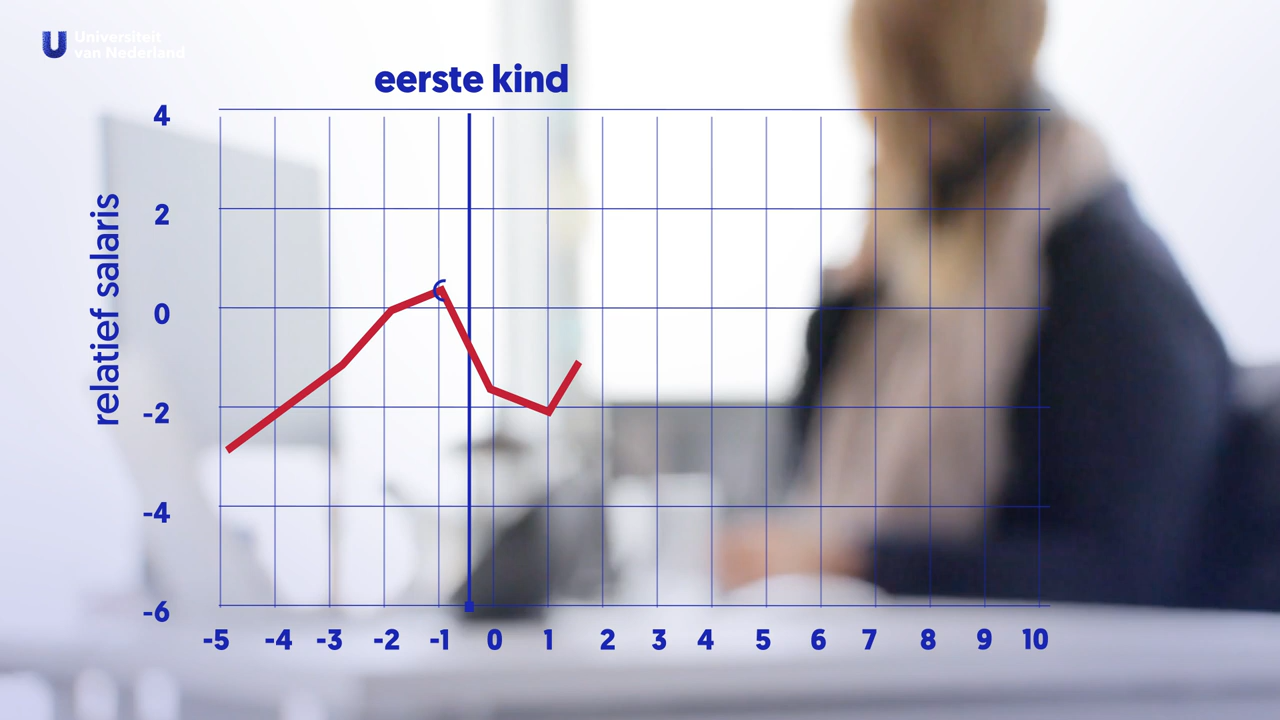 Universiteit
van Nederland
eerste kind
relatief salaris
4
2
0
-2
-4
-6
-5 -4 -3 -2 -1 0 1 2 3 4 5 6 7 8 9 10